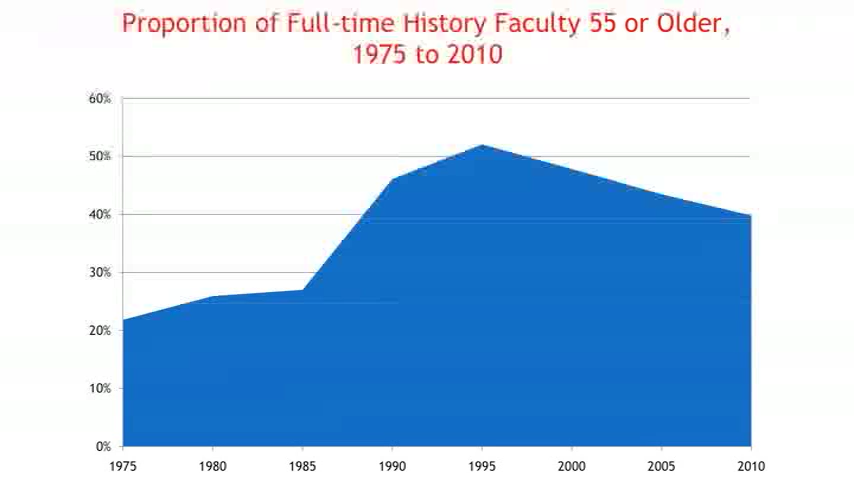 Proportion of Full-time History Faculty 55 or Older,
1975 to 2010
60%
50%
40%
30%
20%
10%
0%
1975 1980 1985 1990 1995 2000 2005 2010